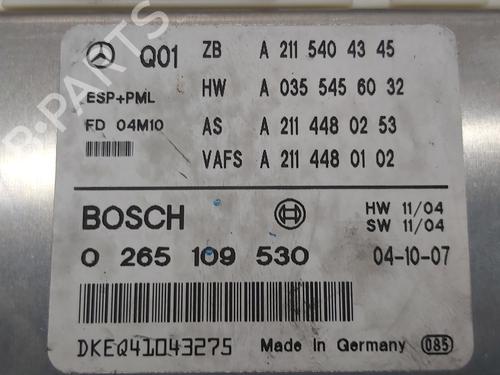 Q01 ZB A 211 540 43 45
HW A 035 545 60 32
ESP+PML
FD 04M10 AS A 211 448 02 53
VAFS A 211 448 01 02
BOSCH HW 11/04
SW 11/04
0 265 109 530 04-10-07
DKEQ41043275 Made in Germany 085
B-PARTS